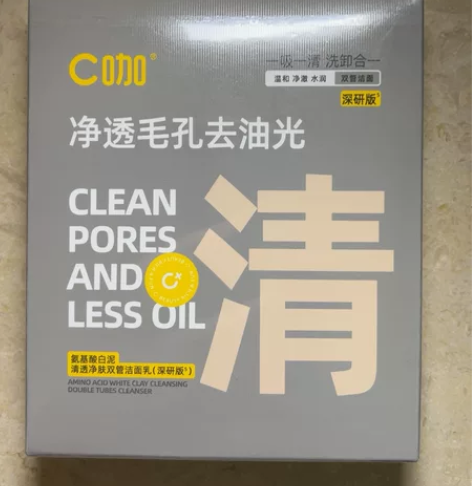 C咖®
一吸一清 洗卸合一
温和 净澈 水润 双管洁面
深研版⁵
净透毛孔去油光
CLEAN
PORES
AND
LESS OIL
清
氨基酸白泥
清透净肤双管洁面乳(深研版⁵)
AMINO ACID WHITE CLAY CLEANSING
DOUBLE TUBES CLEANSER